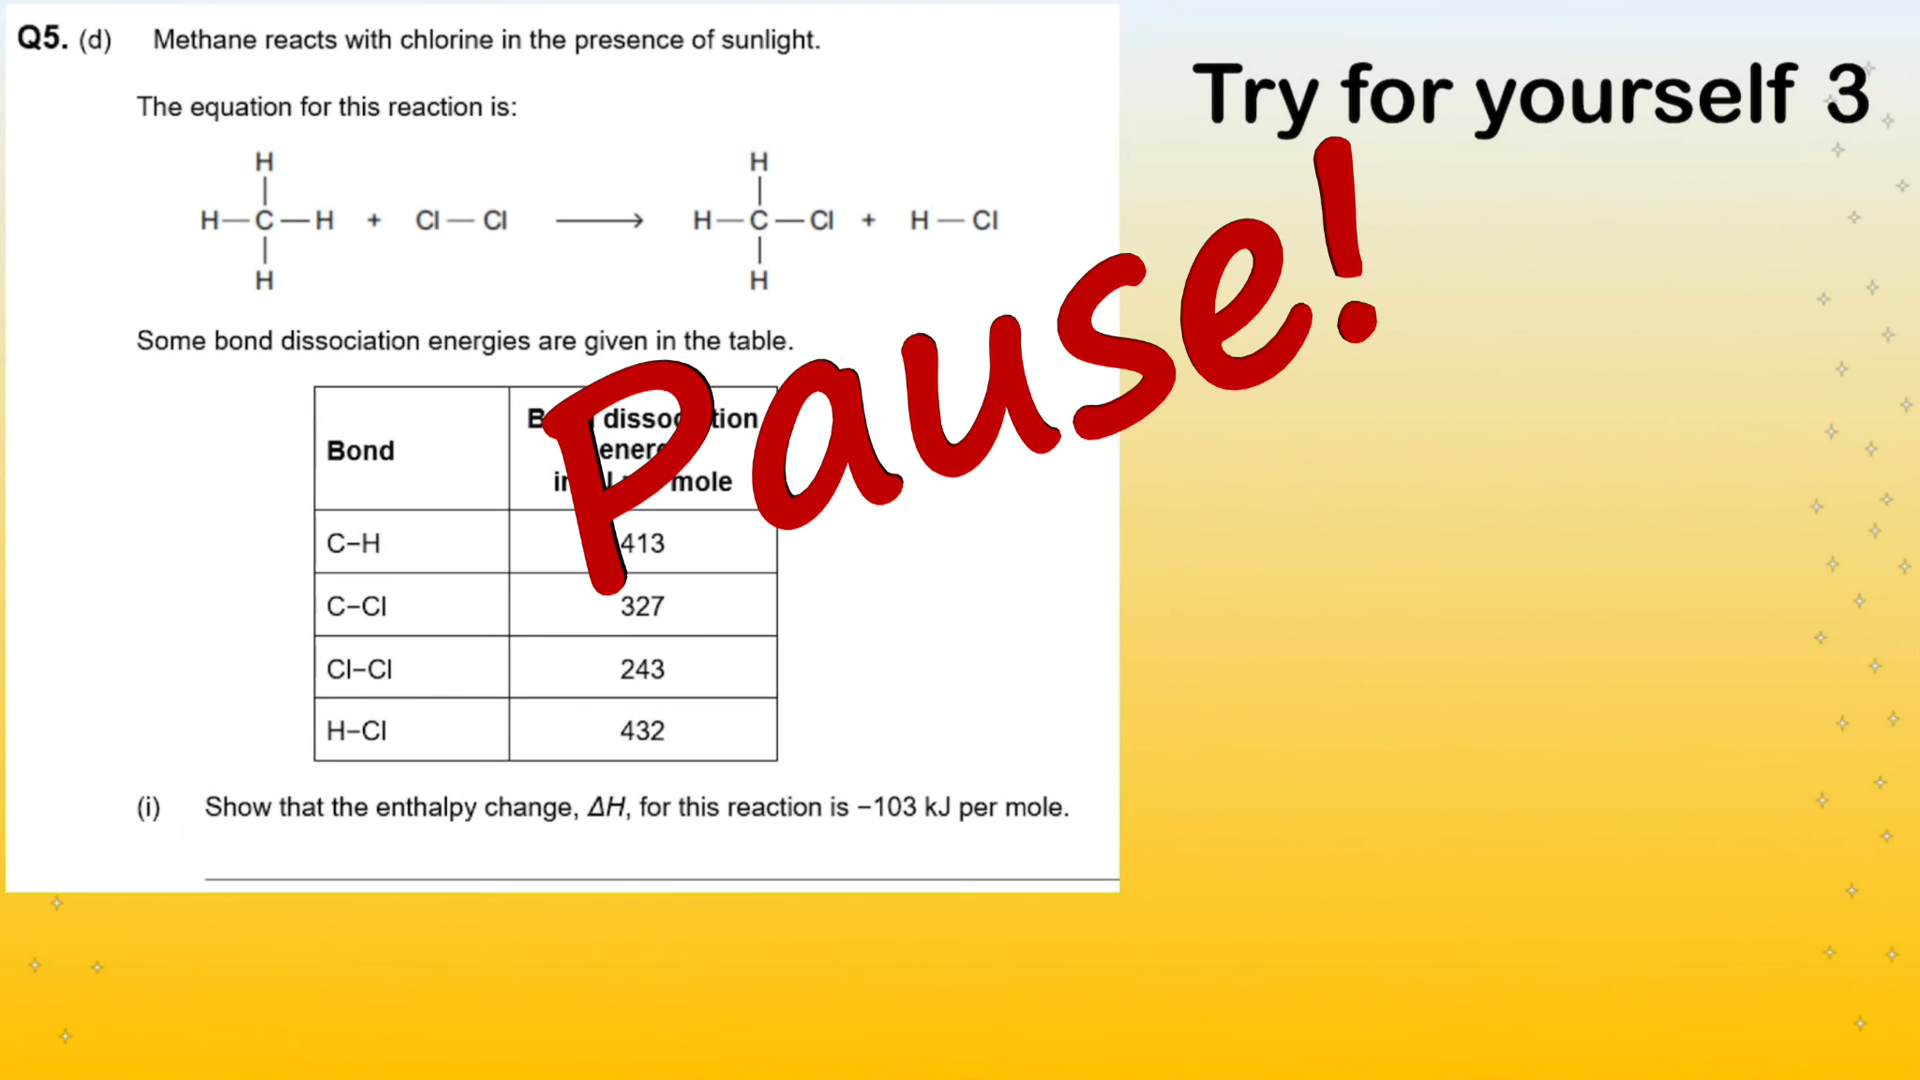 Q5. (d) Methane reacts with chlorine in the presence of sunlight.
Try for yourself 3
The equation for this reaction is:
H H
H—C—H + Cl—Cl ⟶ H—C—Cl + H—Cl
H H
Pause!
Some bond dissociation energies are given in the table.
Bond
mole
C–H 413
C–Cl 327
Cl–Cl 243
H–Cl 432
(i) Show that the enthalpy change, ΔH, for this reaction is −103 kJ per mole.